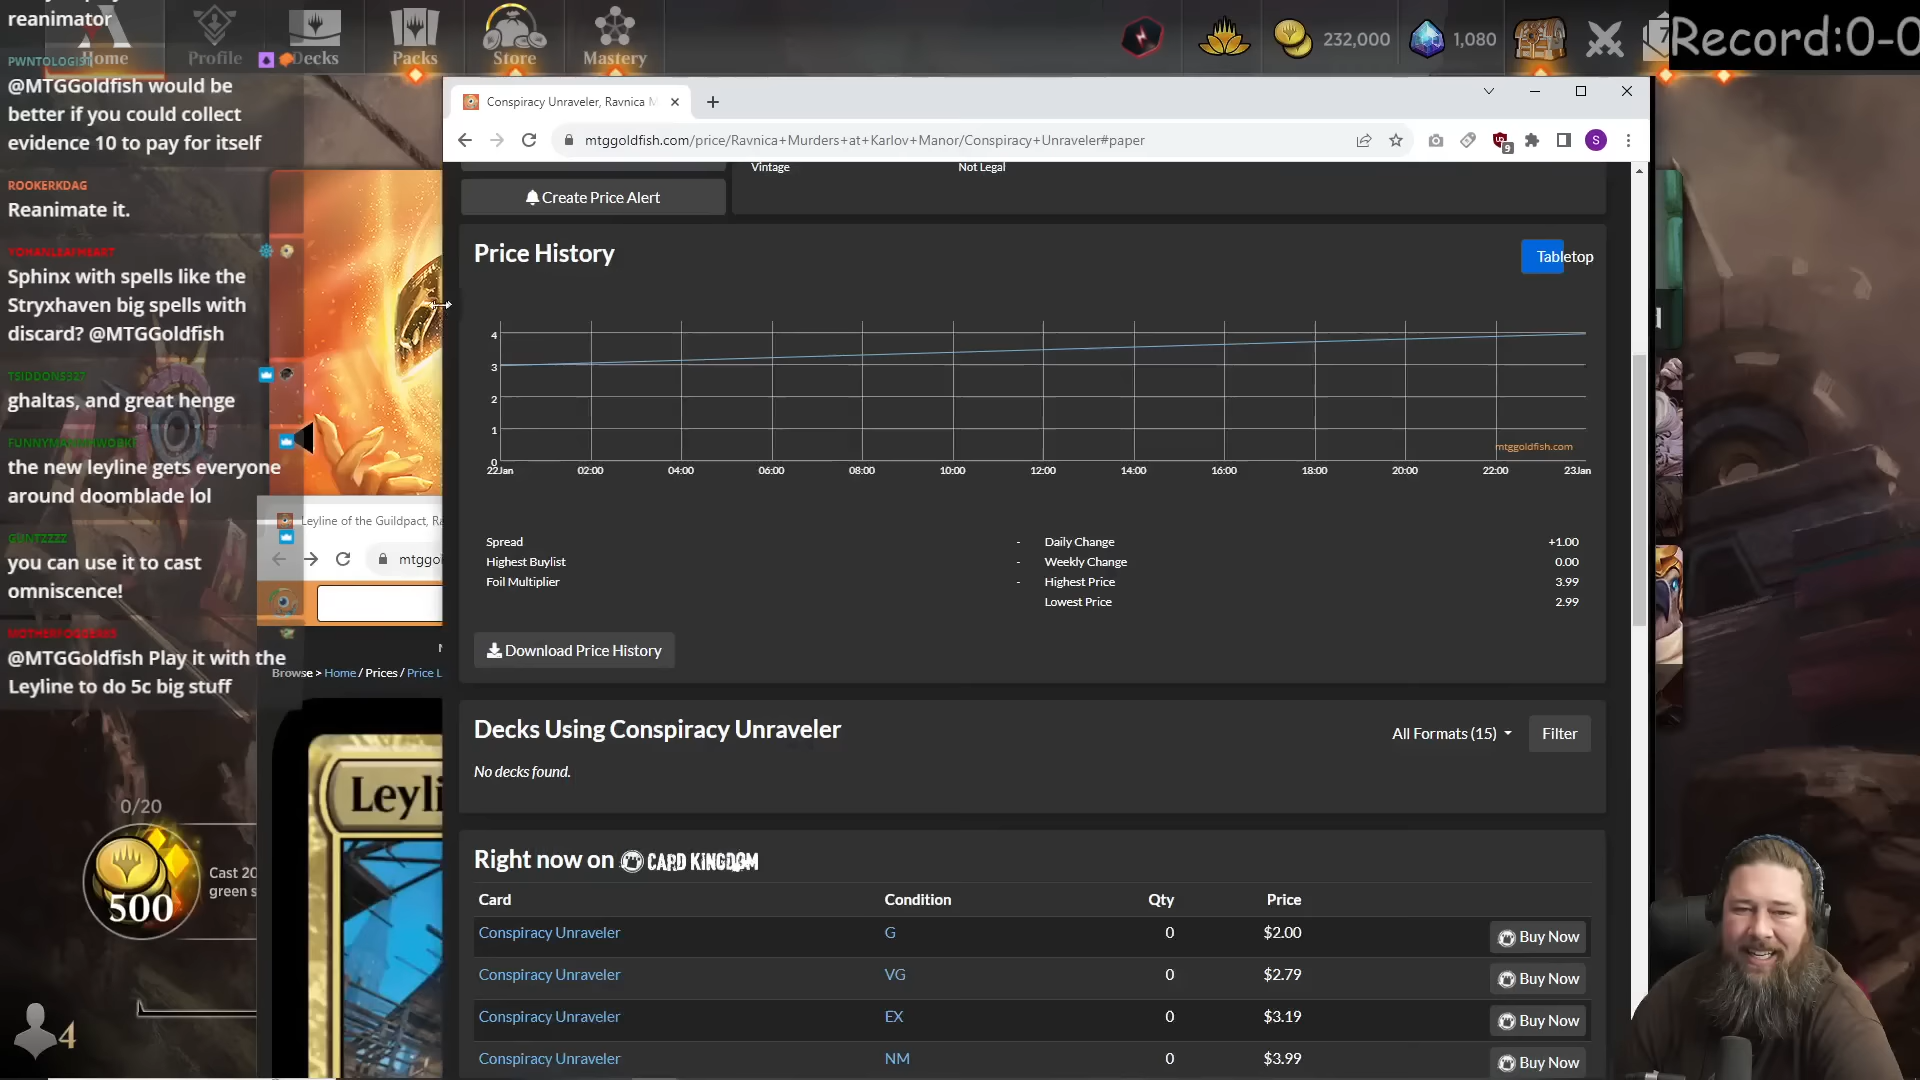 reanimator
PWNTOLOGIST
@MTGGoldfish would be
better if you could collect
evidence 10 to pay for itself
ROOKERKDAG
Reanimate it.
YOHANLEAFHEART
Sphinx with spells like the
Stryxhaven big spells with
discard? @MTGGoldfish
TSIDDONS327
ghaltas, and great henge
the new leyline gets everyone
around doomblade lol
GUNTZZZZ
you can use it to cast
omniscence!
@MTGGoldfish Play it with the
Leyline to do 5c big stuff
Home
Profile
Decks
Packs
Store
Mastery
232,000
1,080
Record:0-0
Conspiracy Unraveler, Ravnica M
mtggoldfish.com/price/Ravnica+Murders+at+Karlov+Manor/Conspiracy+Unraveler#paper
9
S
Vintage Not Legal
Create Price Alert
Price History
Tabletop
4
3
2
1
0
22Jan 02:00 04:00 06:00 08:00 10:00 12:00 14:00 16:00 18:00 20:00 22:00 23Jan
mtggoldfish.com
Spread - Daily Change +1.00
Highest Buylist - Weekly Change 0.00
Foil Multiplier - Highest Price 3.99
Lowest Price 2.99
Download Price History
Decks Using Conspiracy Unraveler
All Formats (15)
Filter
No decks found.
Right now on CARD KINGDOM
Card Condition Qty Price
Conspiracy Unraveler G 0 $2.00 Buy Now
Conspiracy Unraveler VG 0 $2.79 Buy Now
Conspiracy Unraveler EX 0 $3.19 Buy Now
Conspiracy Unraveler NM 0 $3.99 Buy Now
Leyline of the Guildpact, Ra
mtggol
Browse > Home / Prices / Price L
Leyli
0/20
500
Cast 20
green s
4